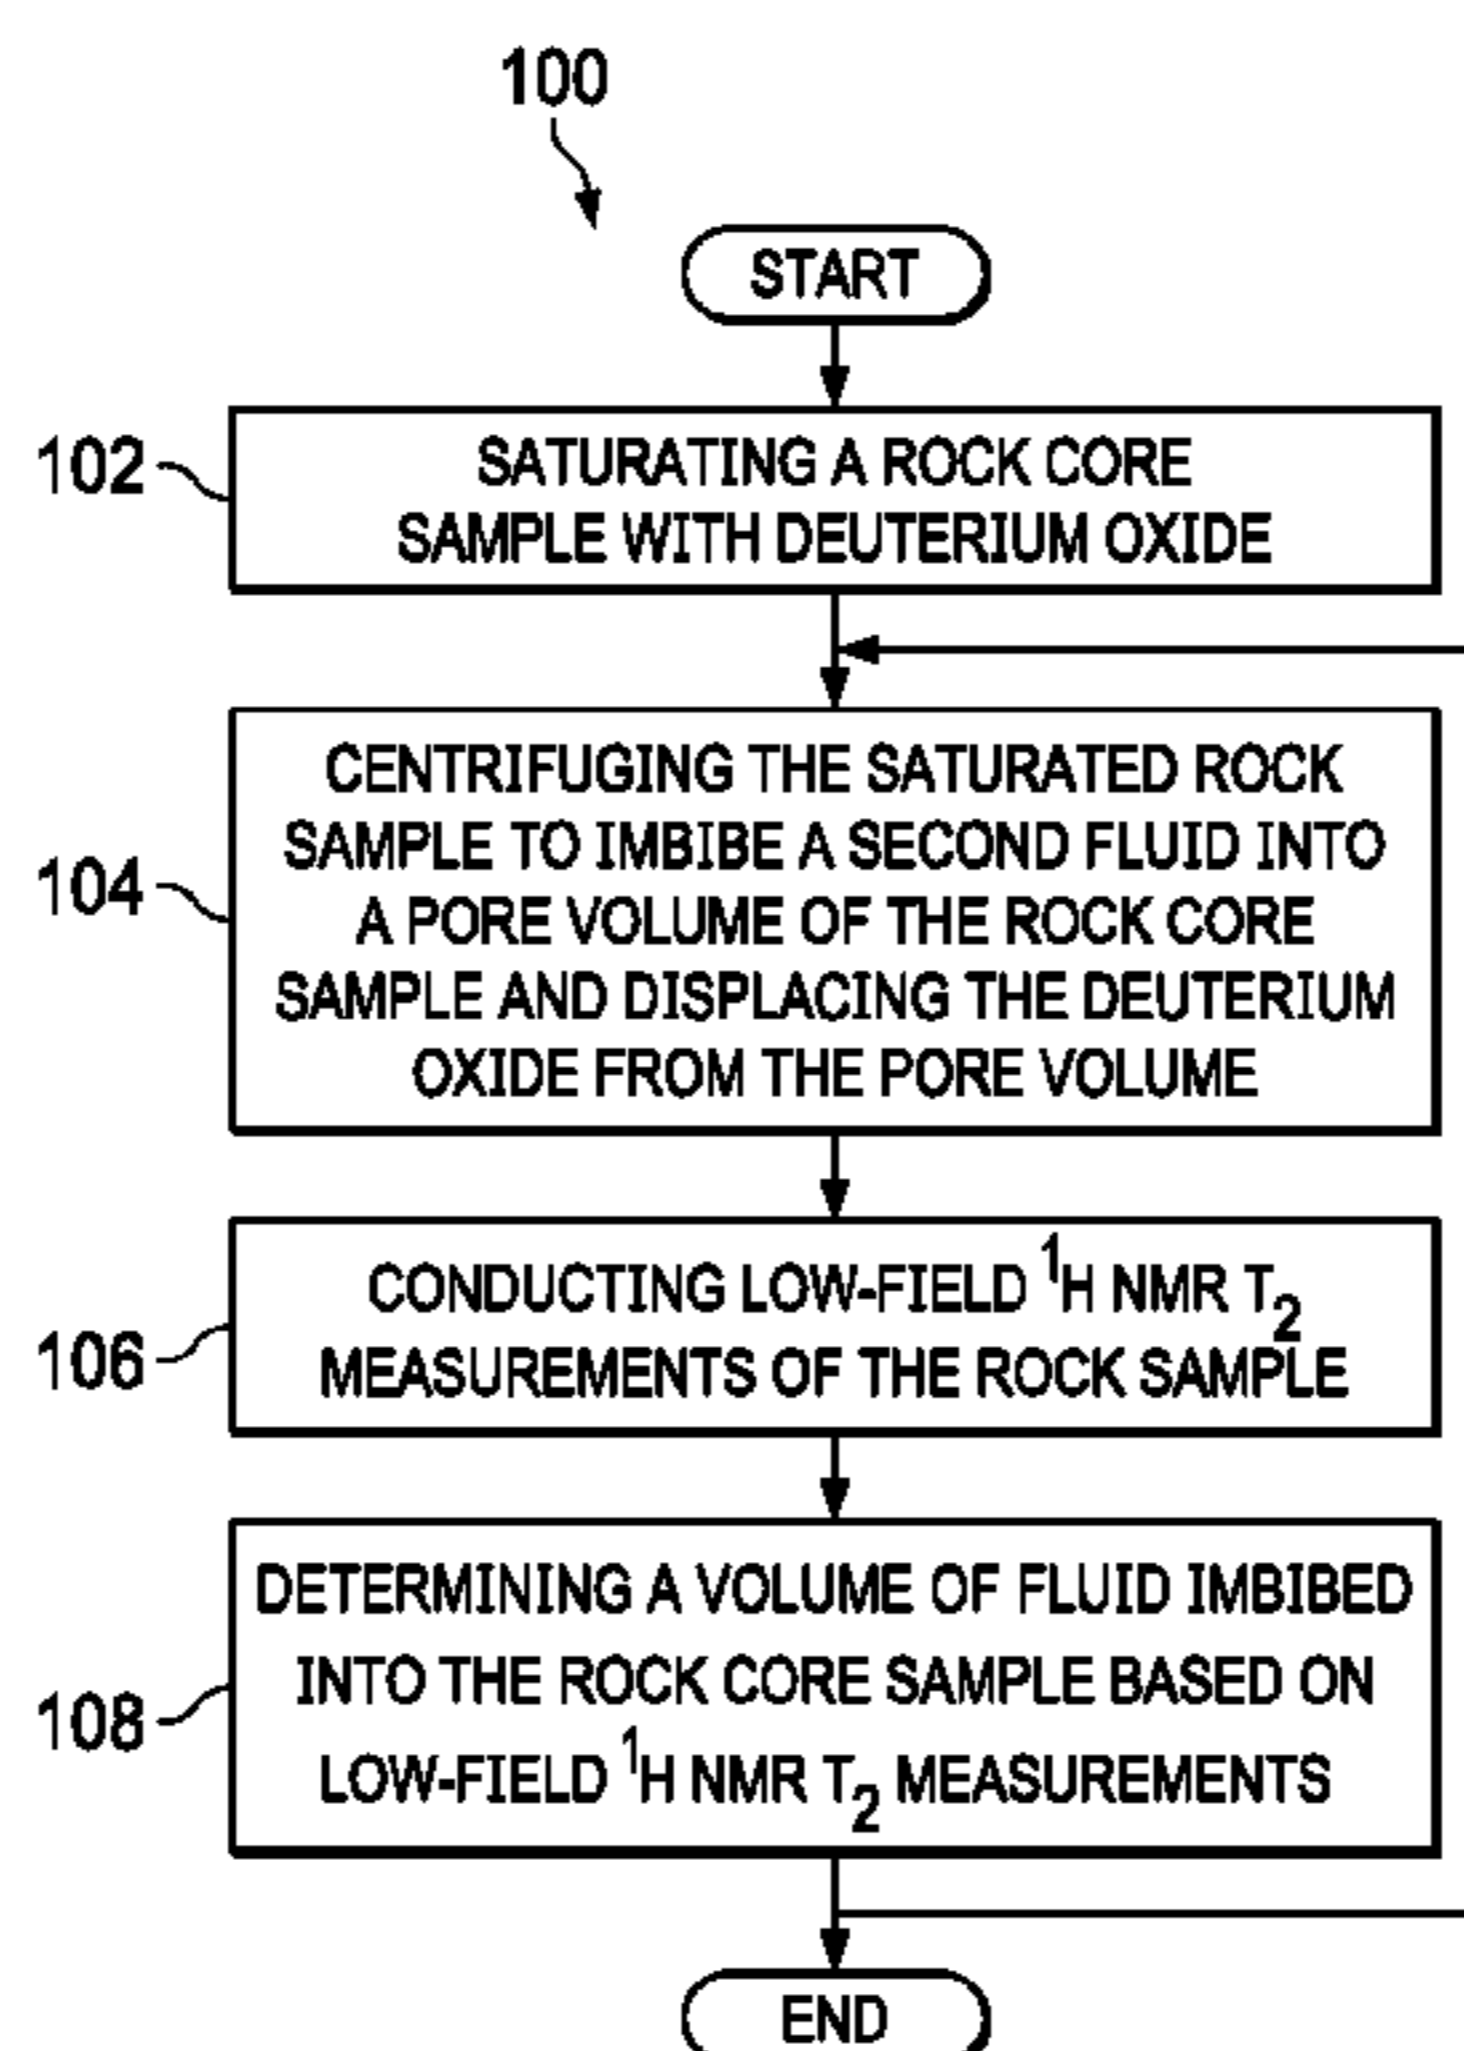 100
START
102
SATURATING A ROCK CORE
SAMPLE WITH DEUTERIUM OXIDE
104
CENTRIFUGING THE SATURATED ROCK
SAMPLE TO IMBIBE A SECOND FLUID INTO
A PORE VOLUME OF THE ROCK CORE
SAMPLE AND DISPLACING THE DEUTERIUM
OXIDE FROM THE PORE VOLUME
106
CONDUCTING LOW-FIELD ¹H NMR T₂
MEASUREMENTS OF THE ROCK SAMPLE
108
DETERMINING A VOLUME OF FLUID IMBIBED
INTO THE ROCK CORE SAMPLE BASED ON
LOW-FIELD ¹H NMR T₂ MEASUREMENTS
END